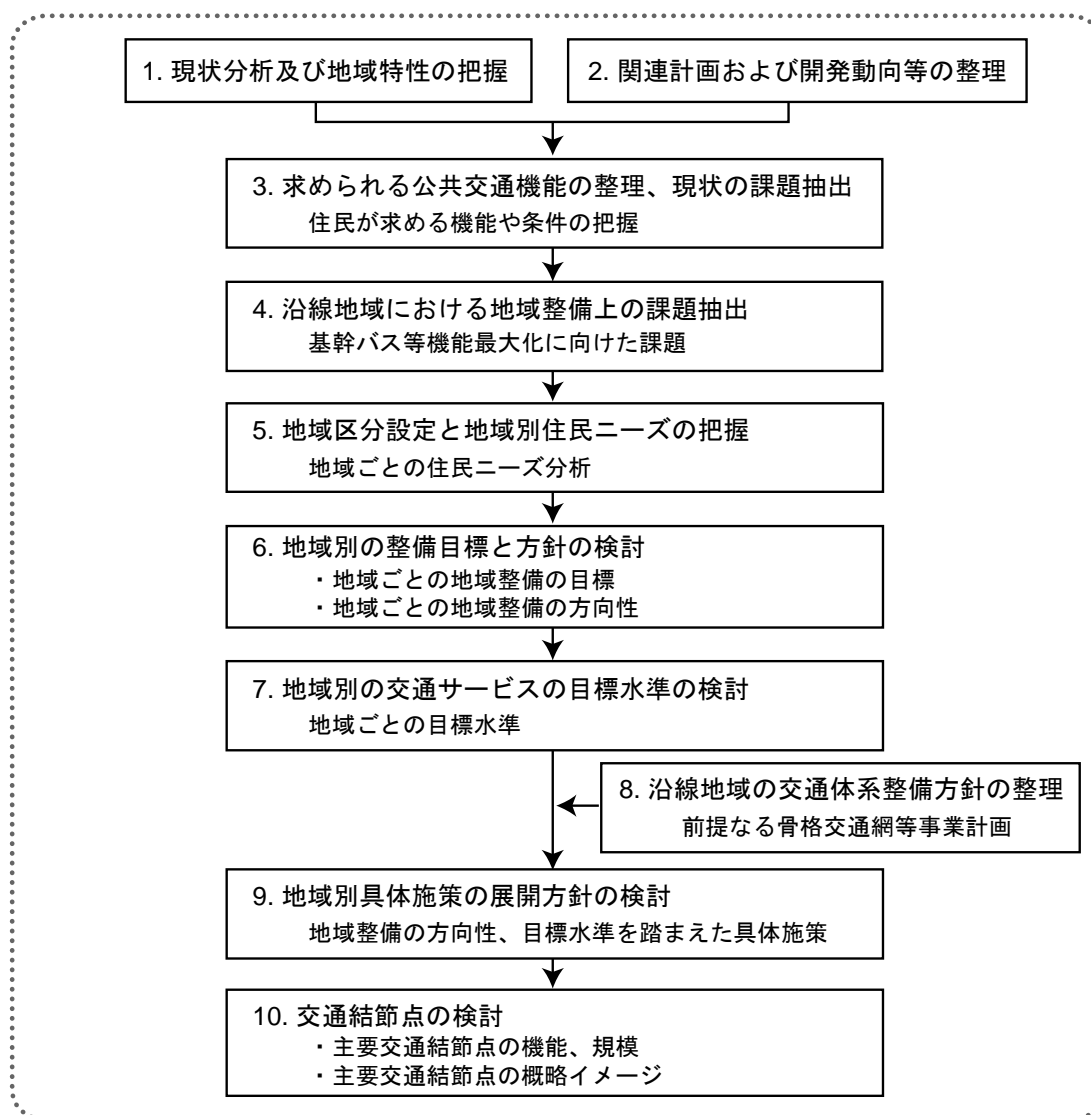 1. 現状分析及び地域特性の把握
2. 関連計画および開発動向等の整理
3. 求められる公共交通機能の整理、現状の課題抽出
住民が求める機能や条件の把握
4. 沿線地域における地域整備上の課題抽出
基幹バス等機能最大化に向けた課題
5. 地域区分設定と地域別住民ニーズの把握
地域ごとの住民ニーズ分析
6. 地域別の整備目標と方針の検討
・地域ごとの地域整備の目標
・地域ごとの地域整備の方向性
7. 地域別の交通サービスの目標水準の検討
地域ごとの目標水準
8. 沿線地域の交通体系整備方針の整理
前提なる骨格交通網等事業計画
9. 地域別具体施策の展開方針の検討
地域整備の方向性、目標水準を踏まえた具体施策
10. 交通結節点の検討
・主要交通結節点の機能、規模
・主要交通結節点の概略イメージ